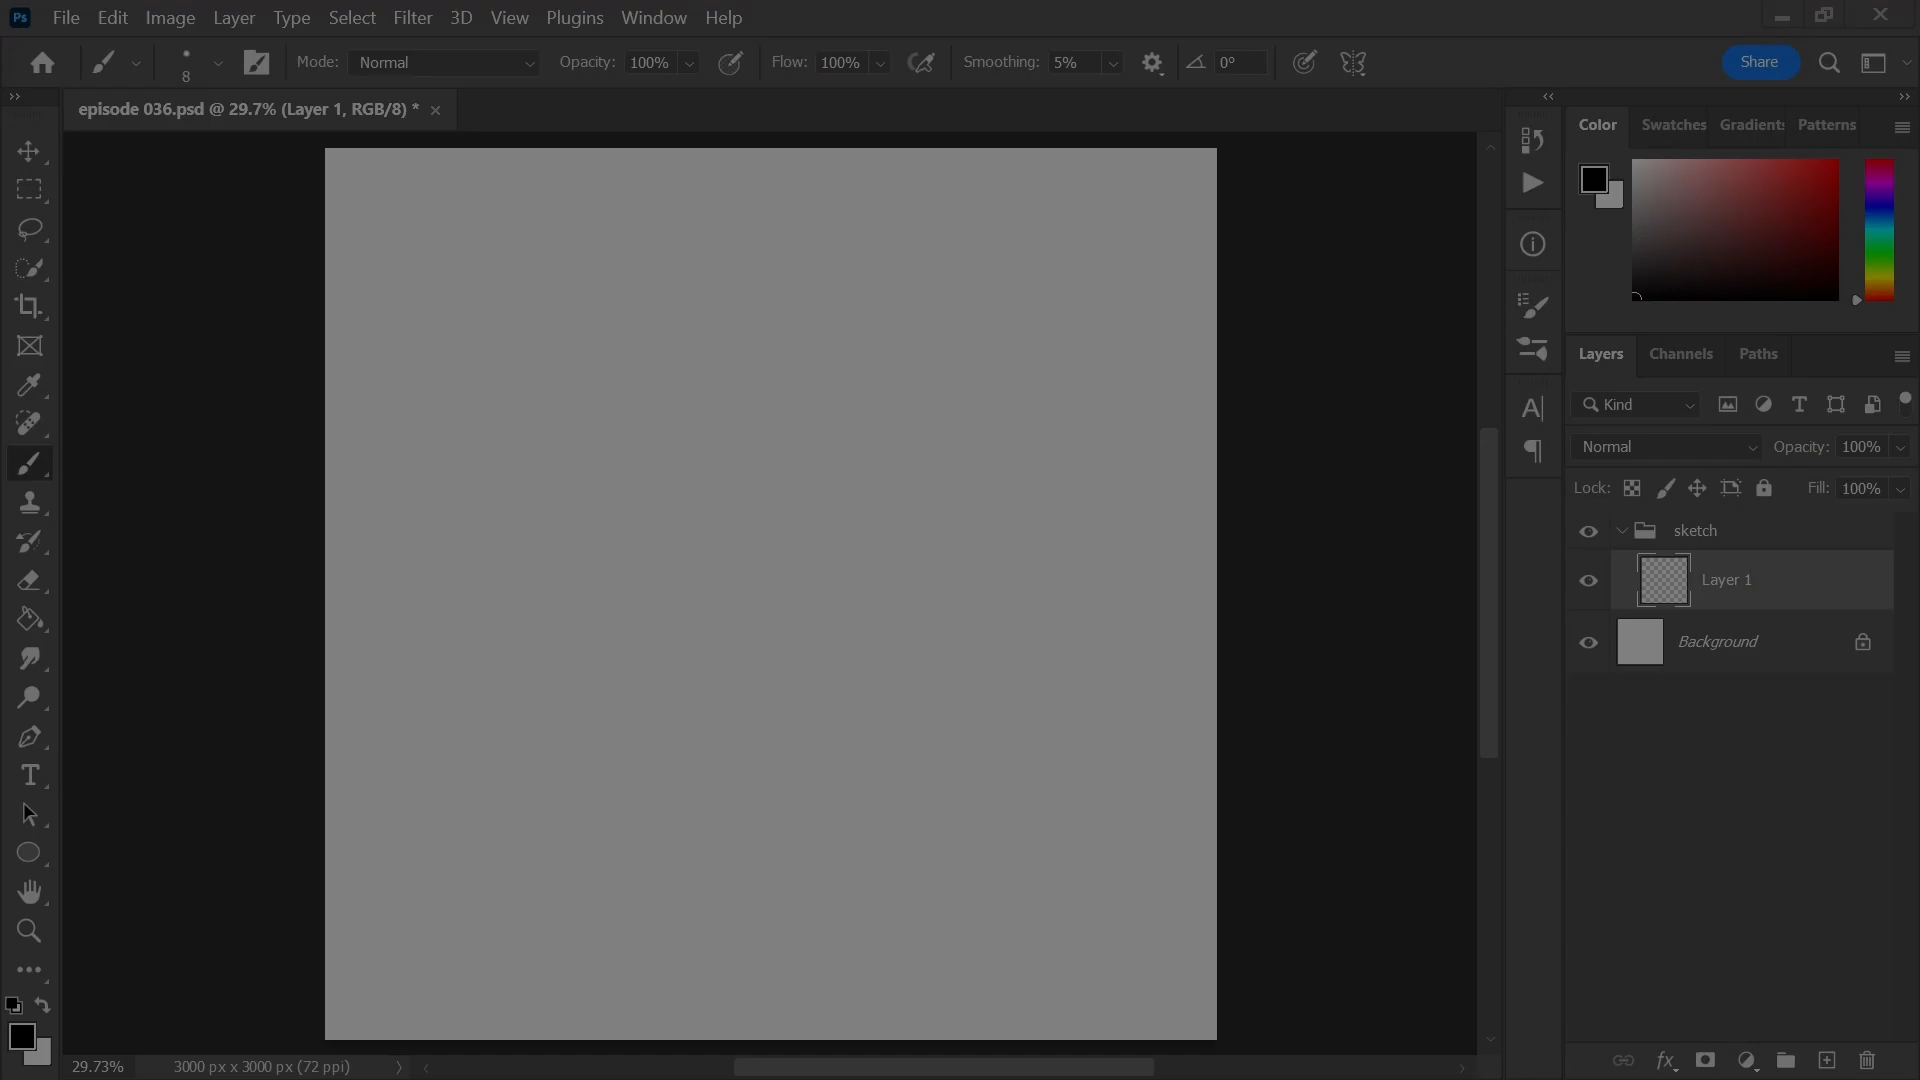 Ps File Edit Image Layer Type Select Filter 3D View Plugins Window Help
8 Mode: Normal Opacity: 100% Flow: 100% Smoothing: 5% 0° Share
episode 036.psd @ 29.7% (Layer 1, RGB/8) *
Color Swatches Gradients Patterns
Layers Channels Paths
Kind
Normal Opacity: 100%
Lock: Fill: 100%
sketch
Layer 1
Background
29.73% 3000 px x 3000 px (72 ppi)